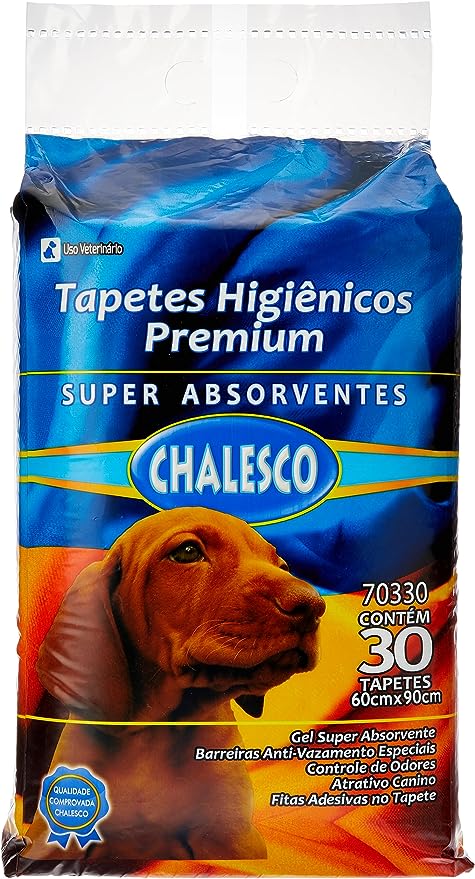 Uso Veterinário
Tapetes Higiênicos
Premium
SUPER ABSORVENTES
CHALESCO
70330
CONTÉM
30
TAPETES
60cmx90cm
Gel Super Absorvente
Barreiras Anti-Vazamento Especiais
Controle de Odores
Atrativo Canino
Fitas Adesivas no Tapete
QUALIDADE
COMPROVADA
CHALESCO